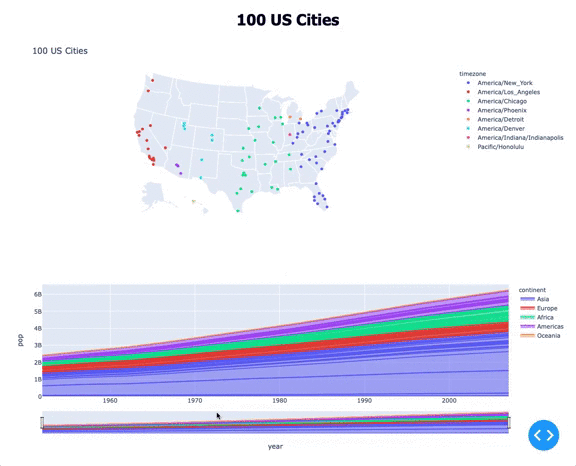 100 US Cities
100 US Cities
timezone
America/New_York
America/Los_Angeles
America/Chicago
America/Phoenix
America/Detroit
America/Denver
America/Indiana/Indianapolis
Pacific/Honolulu
6B
5B
4B
3B
2B
1B
0
pop
1960 1970 1980 1990 2000
year
continent
Asia
Europe
Africa
Americas
Oceania